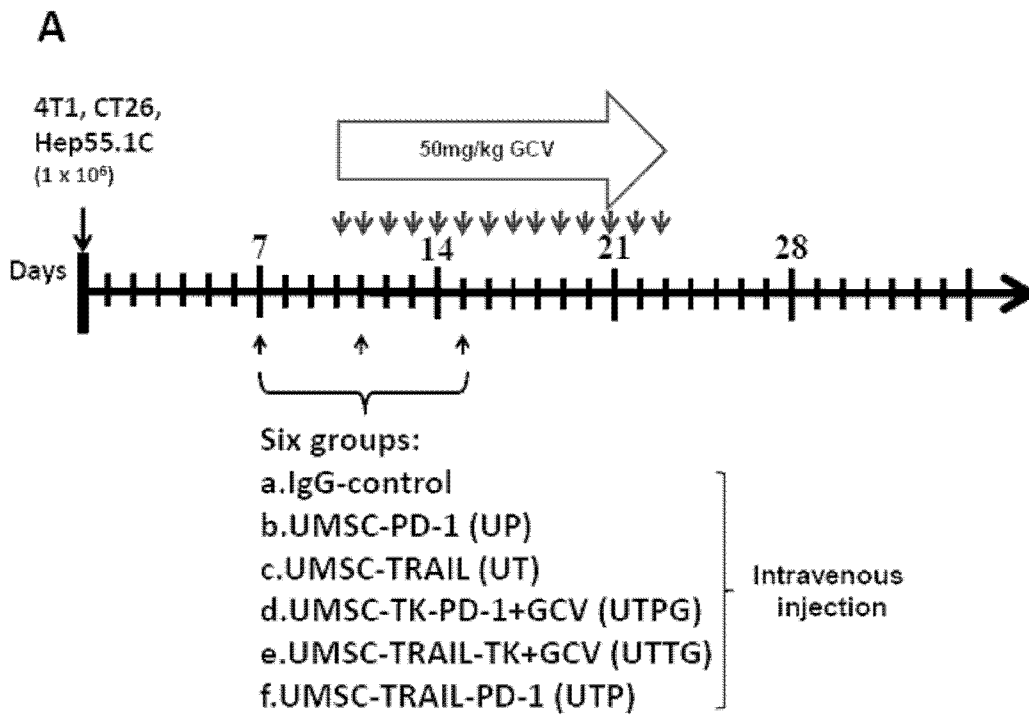 A
4T1, CT26,
Hep55.1C
(1 x 10⁶)
50mg/kg GCV
Days
7
14
21
28
Six groups:
a.IgG-control
b.UMSC-PD-1 (UP)
c.UMSC-TRAIL (UT)
d.UMSC-TK-PD-1+GCV (UTPG)
e.UMSC-TRAIL-TK+GCV (UTTG)
f.UMSC-TRAIL-PD-1 (UTP)
Intravenous
injection